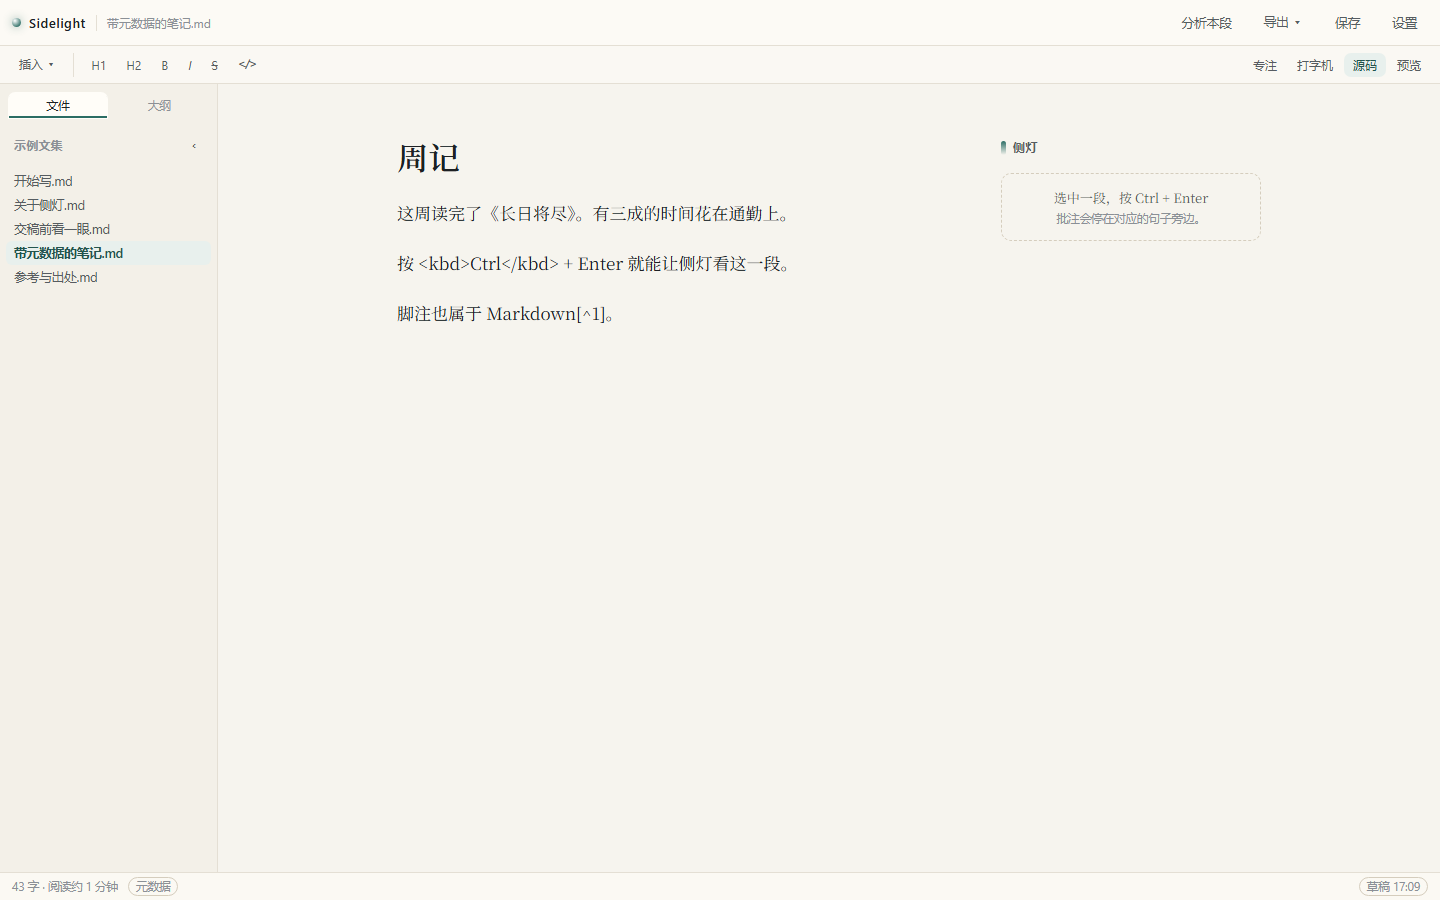 Sidelight 带元数据的笔记.md 分析本段 导出 ▾ 保存 设置
插入 ▾ H1 H2 B I S </> 专注 打字机 源码 预览
文件 大纲
示例文集 ‹
开始写.md
关于侧灯.md
交稿前看一眼.md
带元数据的笔记.md
参考与出处.md
周记
这周读完了《长日将尽》。有三成的时间花在通勤上。
按 <kbd>Ctrl</kbd> + Enter 就能让侧灯看这一段。
脚注也属于 Markdown[^1]。
侧灯
选中一段，按 Ctrl + Enter
批注会停在对应的句子旁边。
43 字 · 阅读约 1 分钟 元数据 草稿 17:09